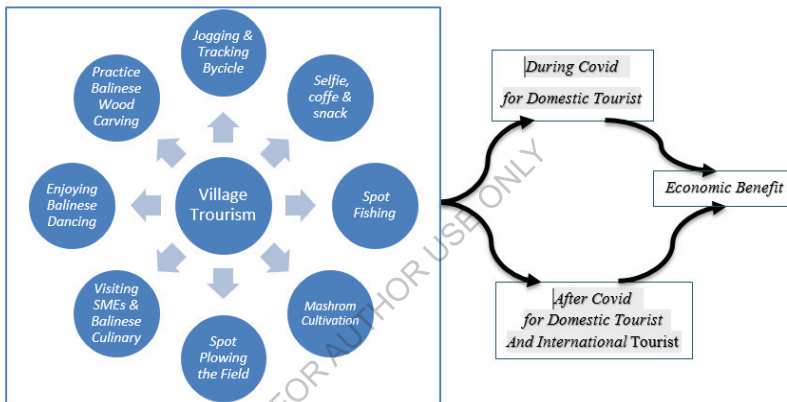 Jogging &
Tracking
Bycicle
Selfie,
coffe &
snack
Spot
Fishing
Mashrom
Cultivation
Spot
Plowing
the Field
Visiting
SMEs &
Balinese
Culinary
Enjoying
Balinese
Dancing
Practice
Balinese
Wood
Carving
Village
Trourism
During Covid
for Domestic Tourist
Economic Benefit
After Covid
for Domestic Tourist
And International Tourist
FOR AUTHOR USE ONLY